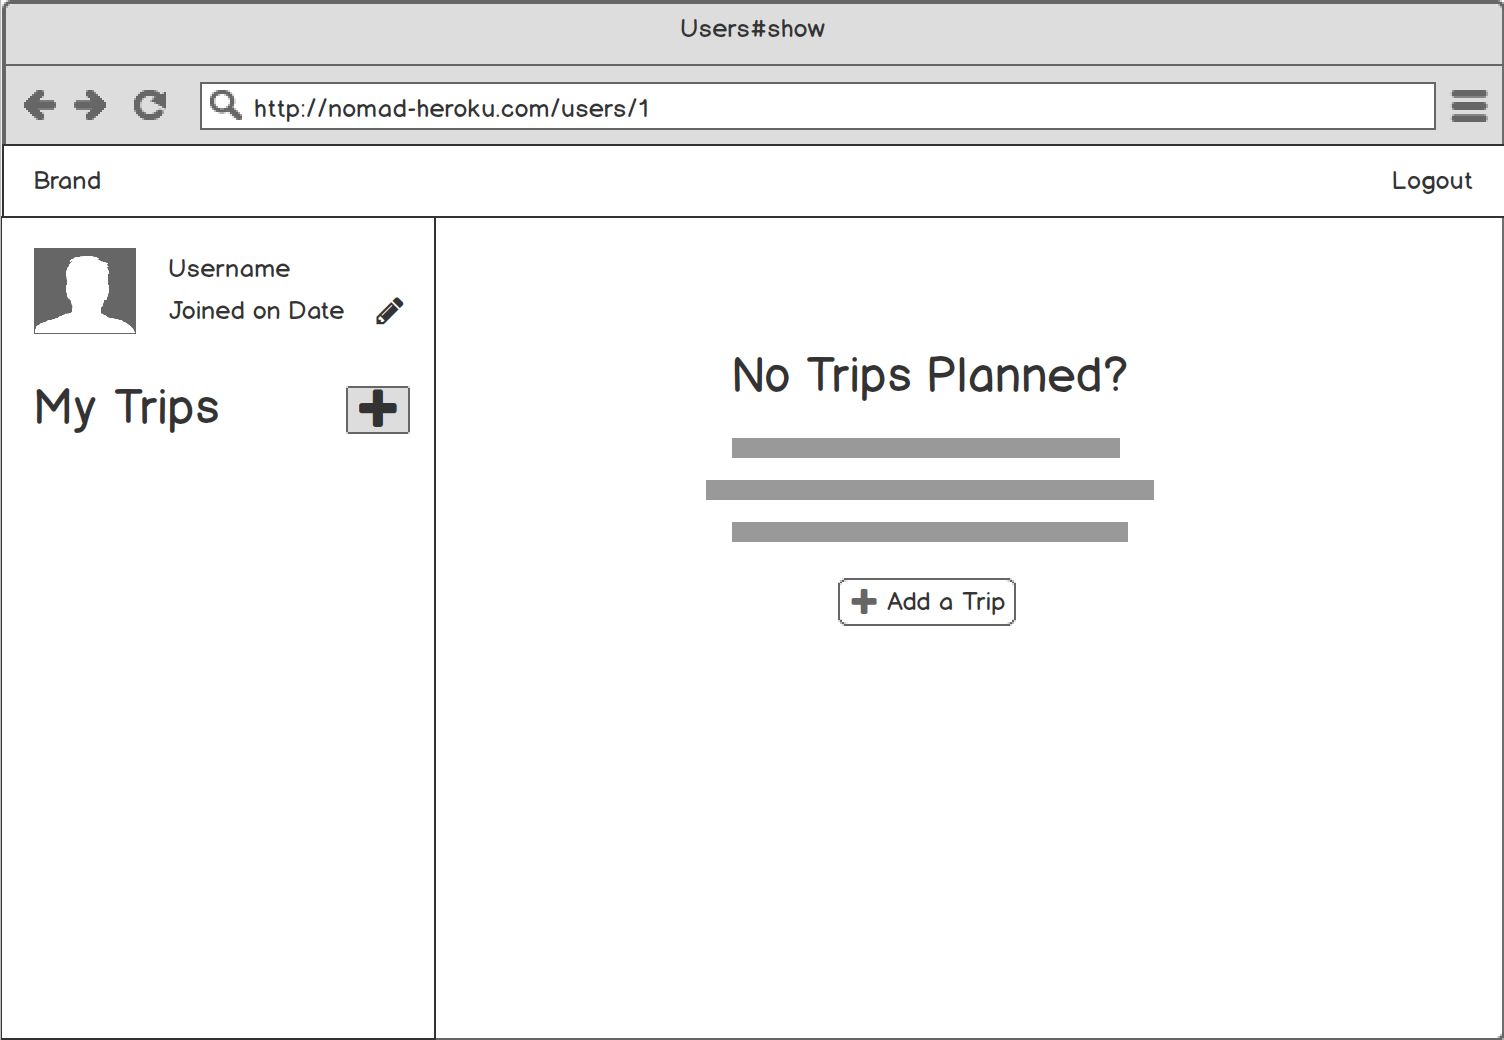 Users#show
http://nomad-heroku.com/users/1
Brand
Logout
Username
Joined on Date
My Trips
No Trips Planned?
Add a Trip